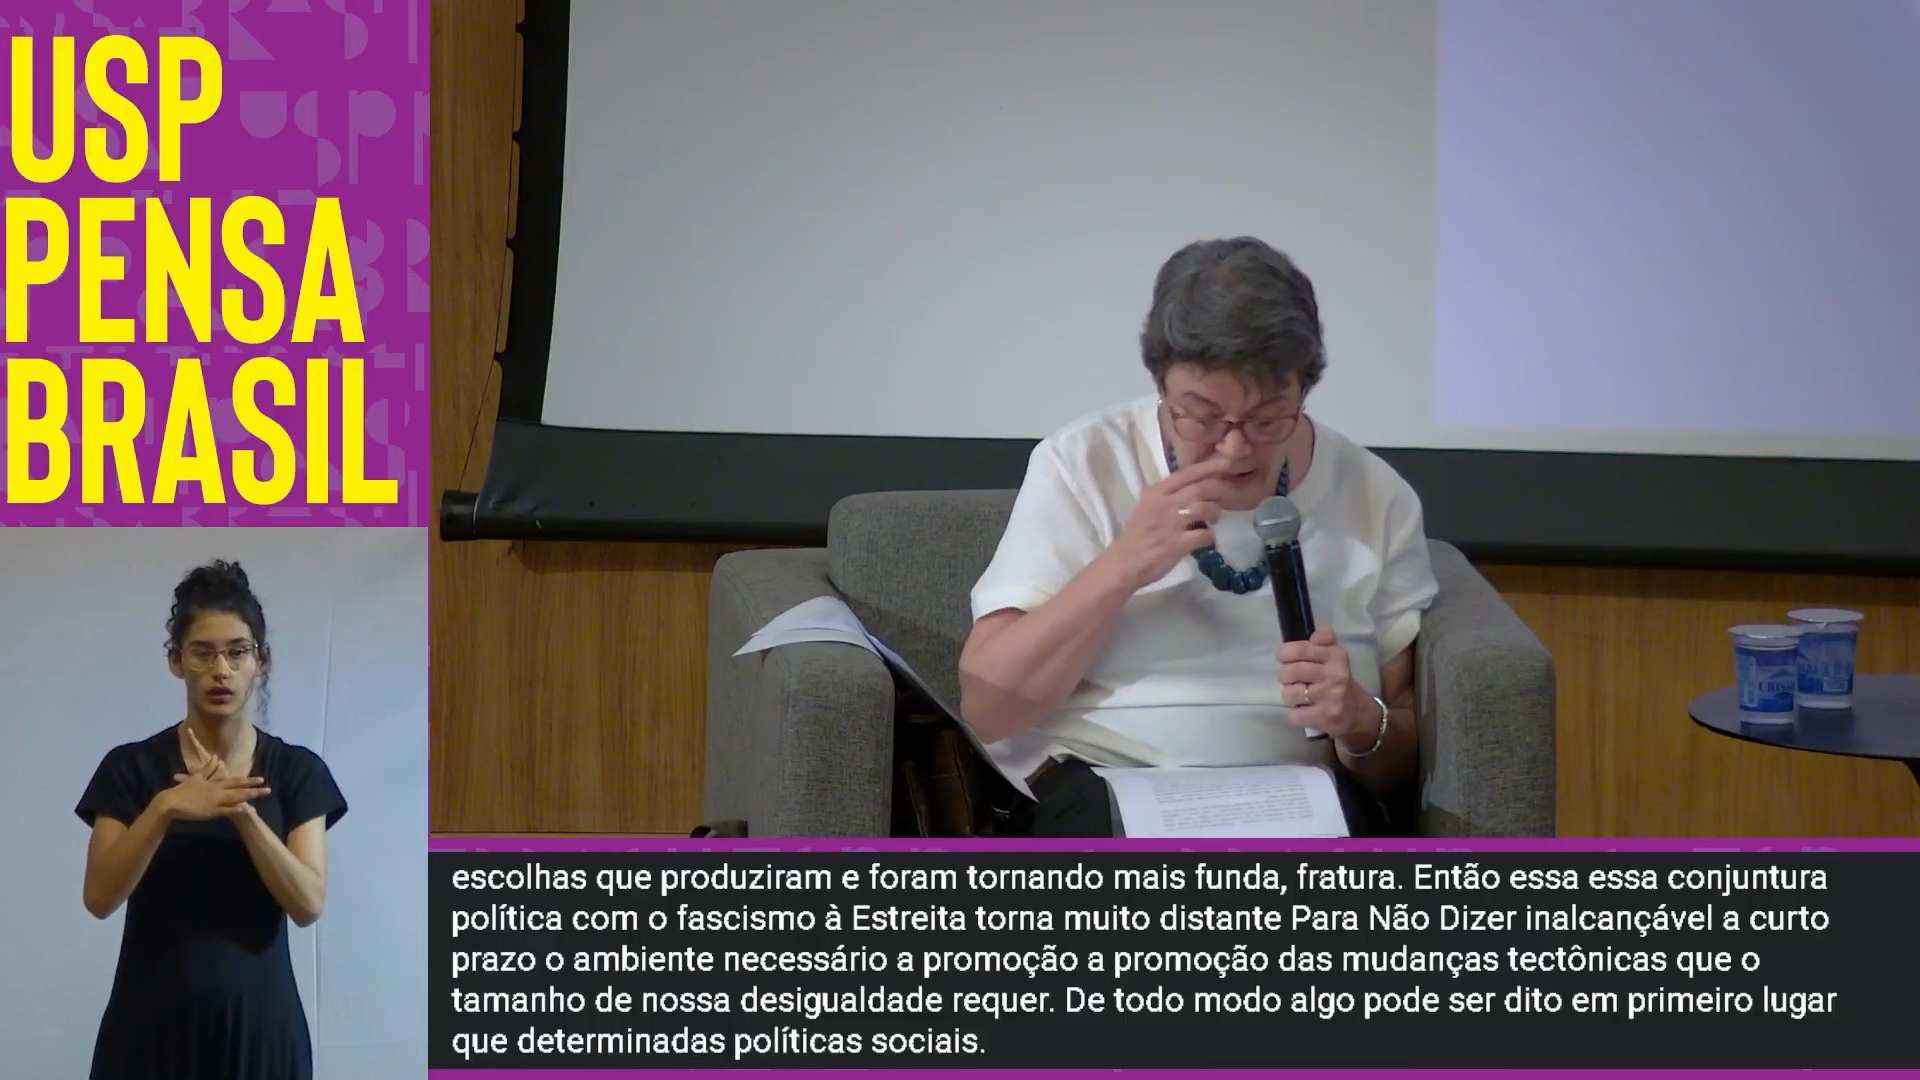 USP
PENSA
BRASIL
escolhas que produziram e foram tornando mais funda, fratura. Então essa essa conjuntura
política com o fascismo à Estreita torna muito distante Para Não Dizer inalcançável a curto
prazo o ambiente necessário a promoção a promoção das mudanças tectônicas que o
tamanho de nossa desigualdade requer. De todo modo algo pode ser dito em primeiro lugar
que determinadas políticas sociais.